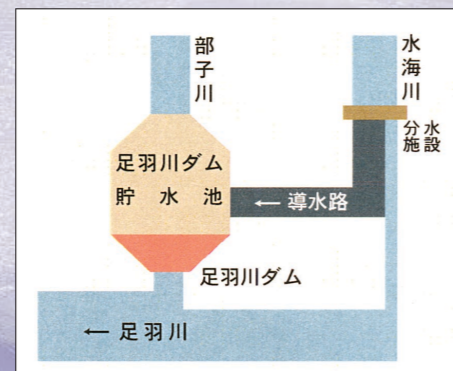 部子川
水海川
分水施設
足羽川ダム
貯水池
←導水路
足羽川ダム
←足羽川